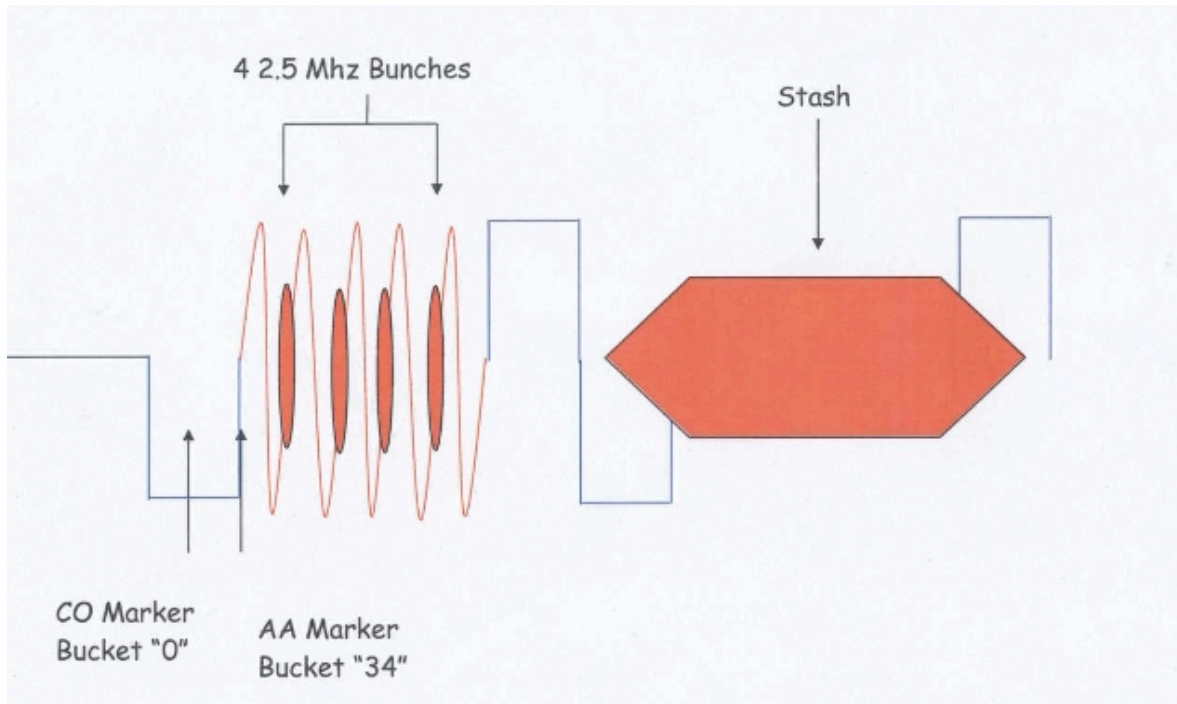 4 2.5 Mhz Bunches
Stash
CO Marker
Bucket “0”
AA Marker
Bucket “34”